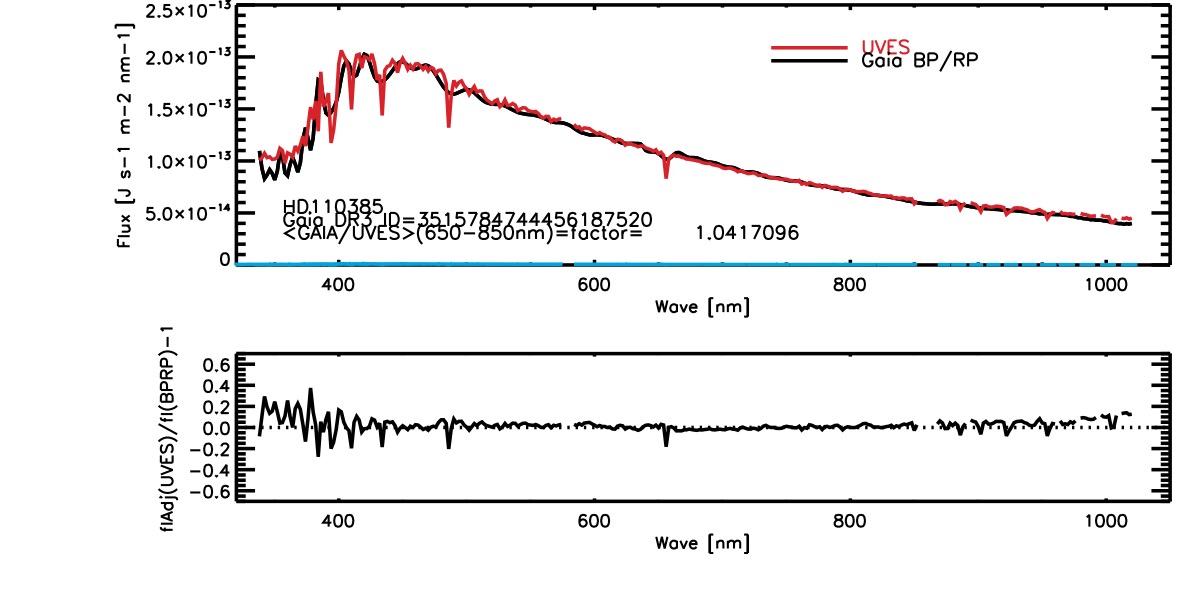 2.5×10−13
2.0×10−13
1.5×10−13
1.0×10−13
5.0×10−14
0
Flux [J s−1 m−2 nm−1]
UVES
Gaia BP/RP
HD110385
Gaia DR3 ID=3515784744456187520
<GAIA/UVES>(650−850nm)=factor= 1.0417096
400 600 800 1000
Wave [nm]
0.6
0.4
0.2
0.0
−0.2
−0.4
−0.6
flAdj(UVES)/fl(BPRP)−1
400 600 800 1000
Wave [nm]